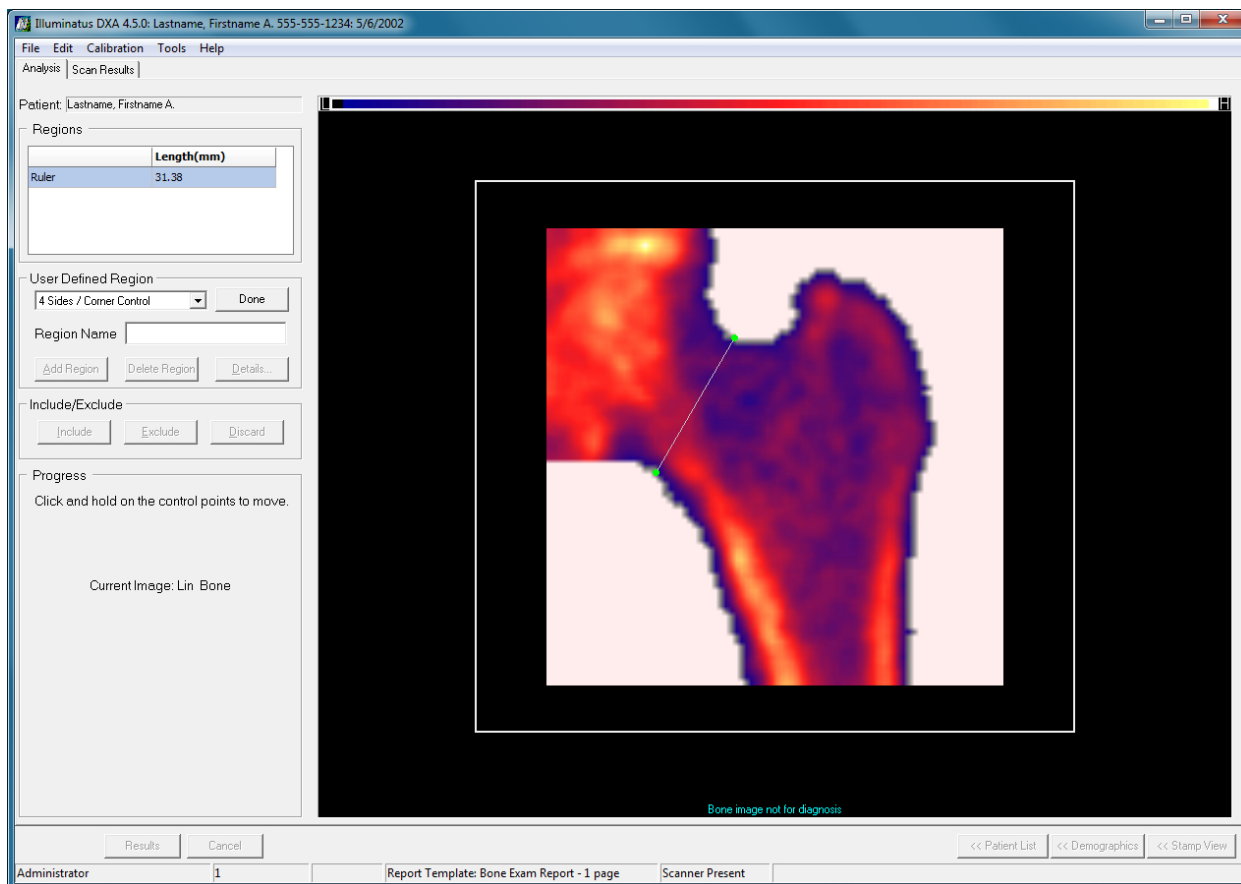 Illuminatus DXA 4.5.0: Lastname, Firstname A. 555-555-1234: 5/6/2002
File Edit Calibration Tools Help
Analysis Scan Results
Patient: Lastname, Firstname A.
L H
Regions
Length(mm)
Ruler 31.38
User Defined Region
4 Sides / Corner Control Done
Region Name
Add Region Delete Region Details...
Include/Exclude
Include Exclude Discard
Progress
Click and hold on the control points to move.
Current Image: Lin Bone
Bone image not for diagnosis
Results Cancel << Patient List << Demographics << Stamp View
Administrator 1 Report Template: Bone Exam Report - 1 page Scanner Present